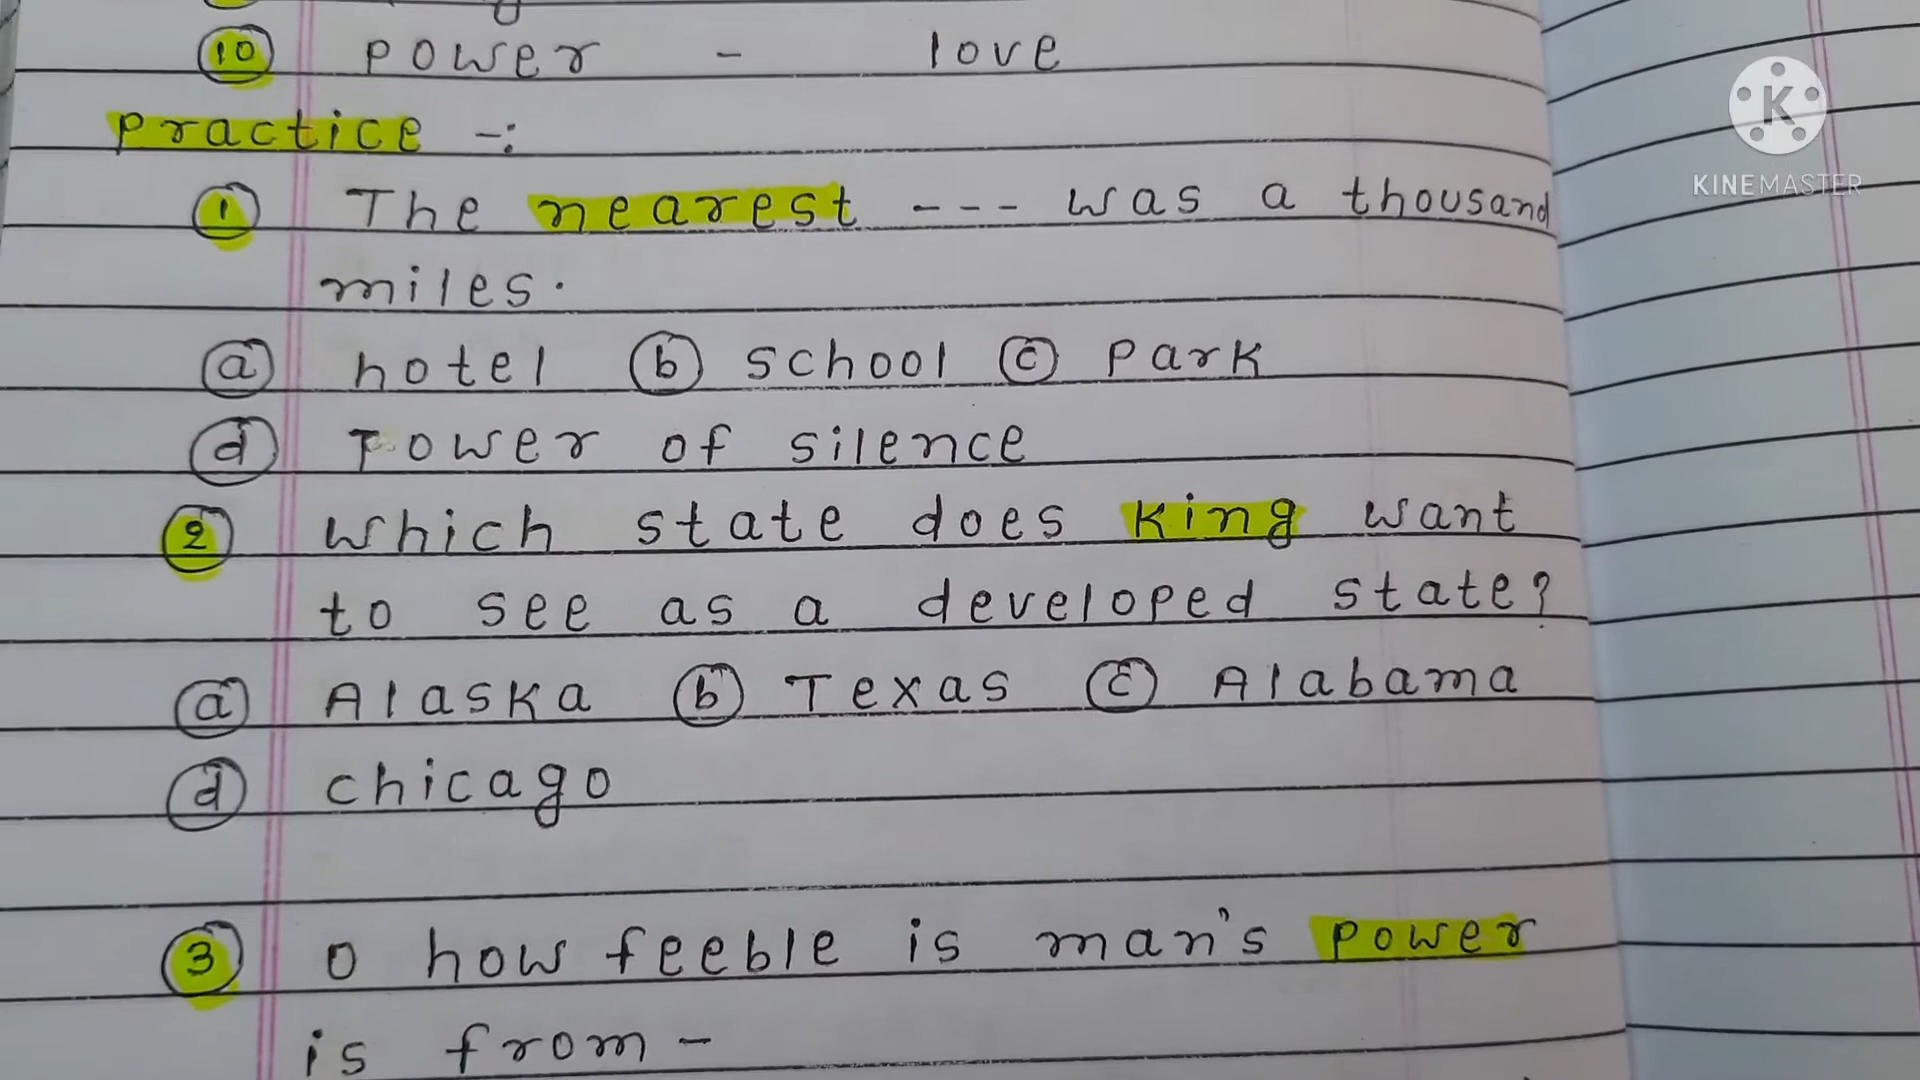 10 Power - love
Practice -:
1 The nearest --- was a thousand
miles.
a hotel b school c Park
d Power of silence
2 Which state does King want
to see as a developed state?
a Alaska b Texas c Alabama
d chicago
3 O how feeble is man's power
is from -
K
KINEMASTER